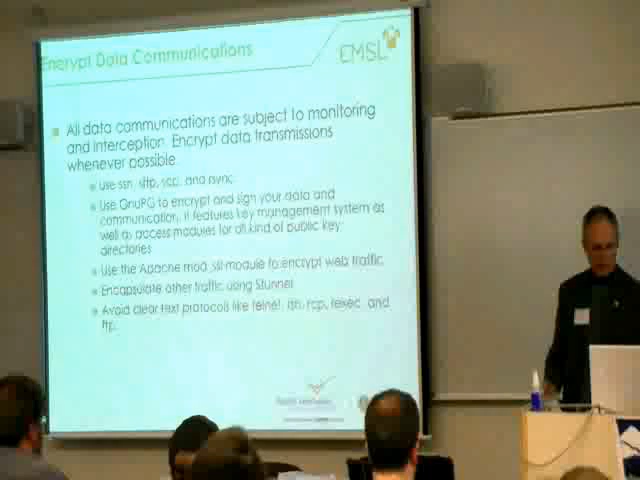 Encrypt Data Communications
EMSL
All data communications are subject to monitoring
and interception. Encrypt data transmissions
whenever possible.
Use ssh, sftp, scp, and rsync.
Use GnuPG to encrypt and sign your data and
communication, it features key management system as
well as access modules for all kind of public key
directories
Use the Apache mod_ssl module to encrypt web traffic
Encapsulate other traffic using Stunnel
Avoid clear text protocols like telnet, rsh, rcp, rexec, and
ftp.